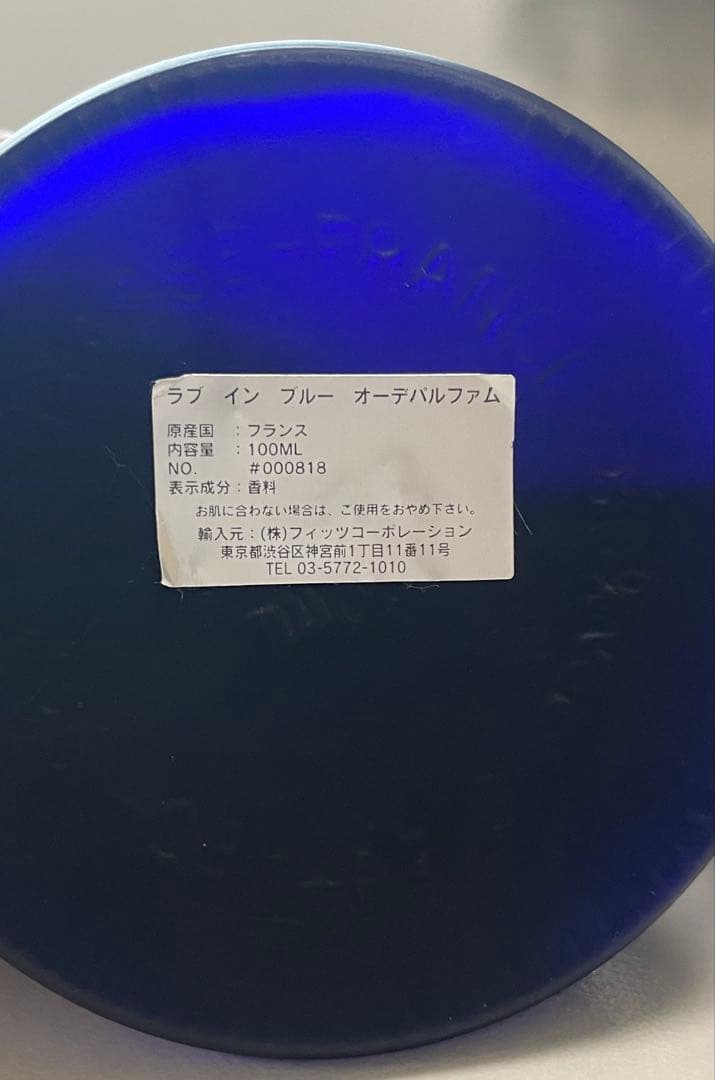 FRANCE
ラブ イン ブルー オーデパルファム
原産国 : フランス
内容量 : 100ML
NO. #000818
表示成分 : 香料
お肌に合わない場合は、ご使用をおやめ下さい。
輸入元 : (株)フィッツコーポレーション
東京都渋谷区神宮前1丁目11番11号
TEL 03-5772-1010